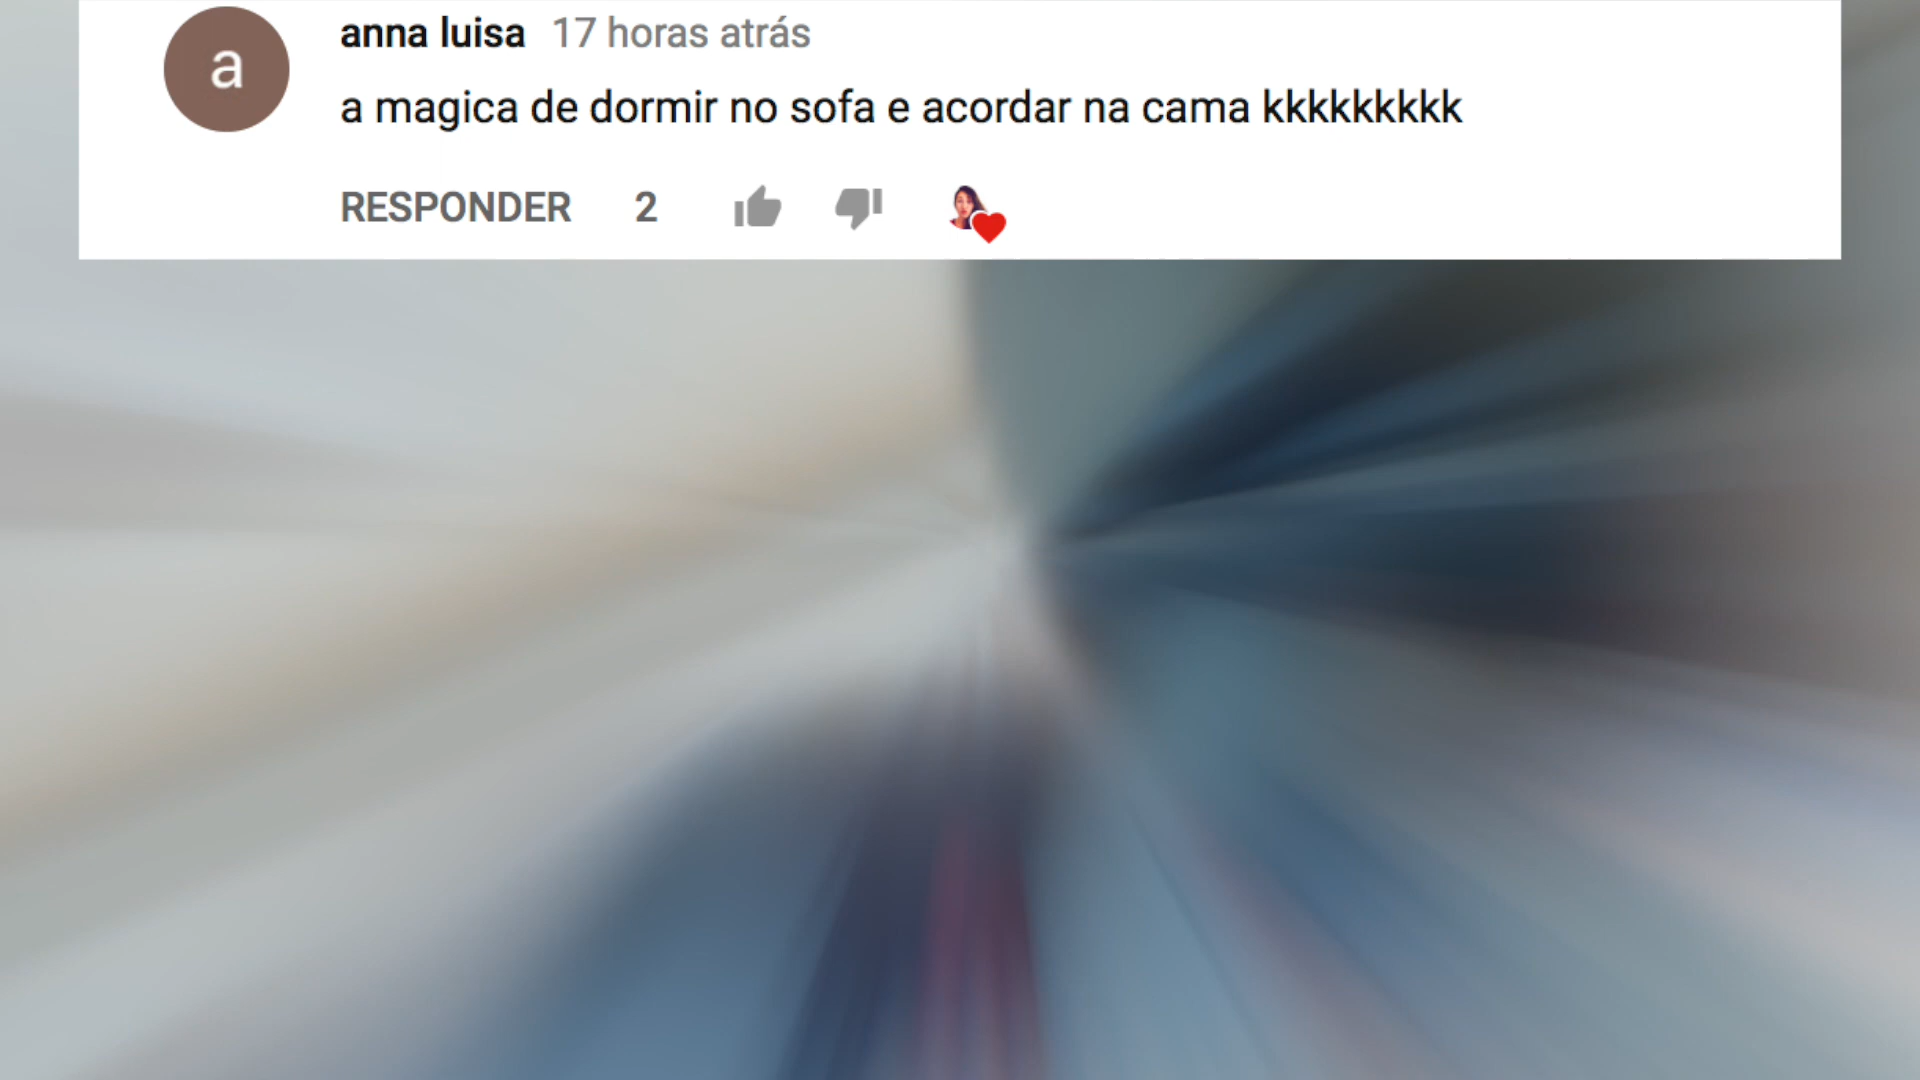 a
anna luisa 17 horas atrás
a magica de dormir no sofa e acordar na cama kkkkkkkkk
RESPONDER 2